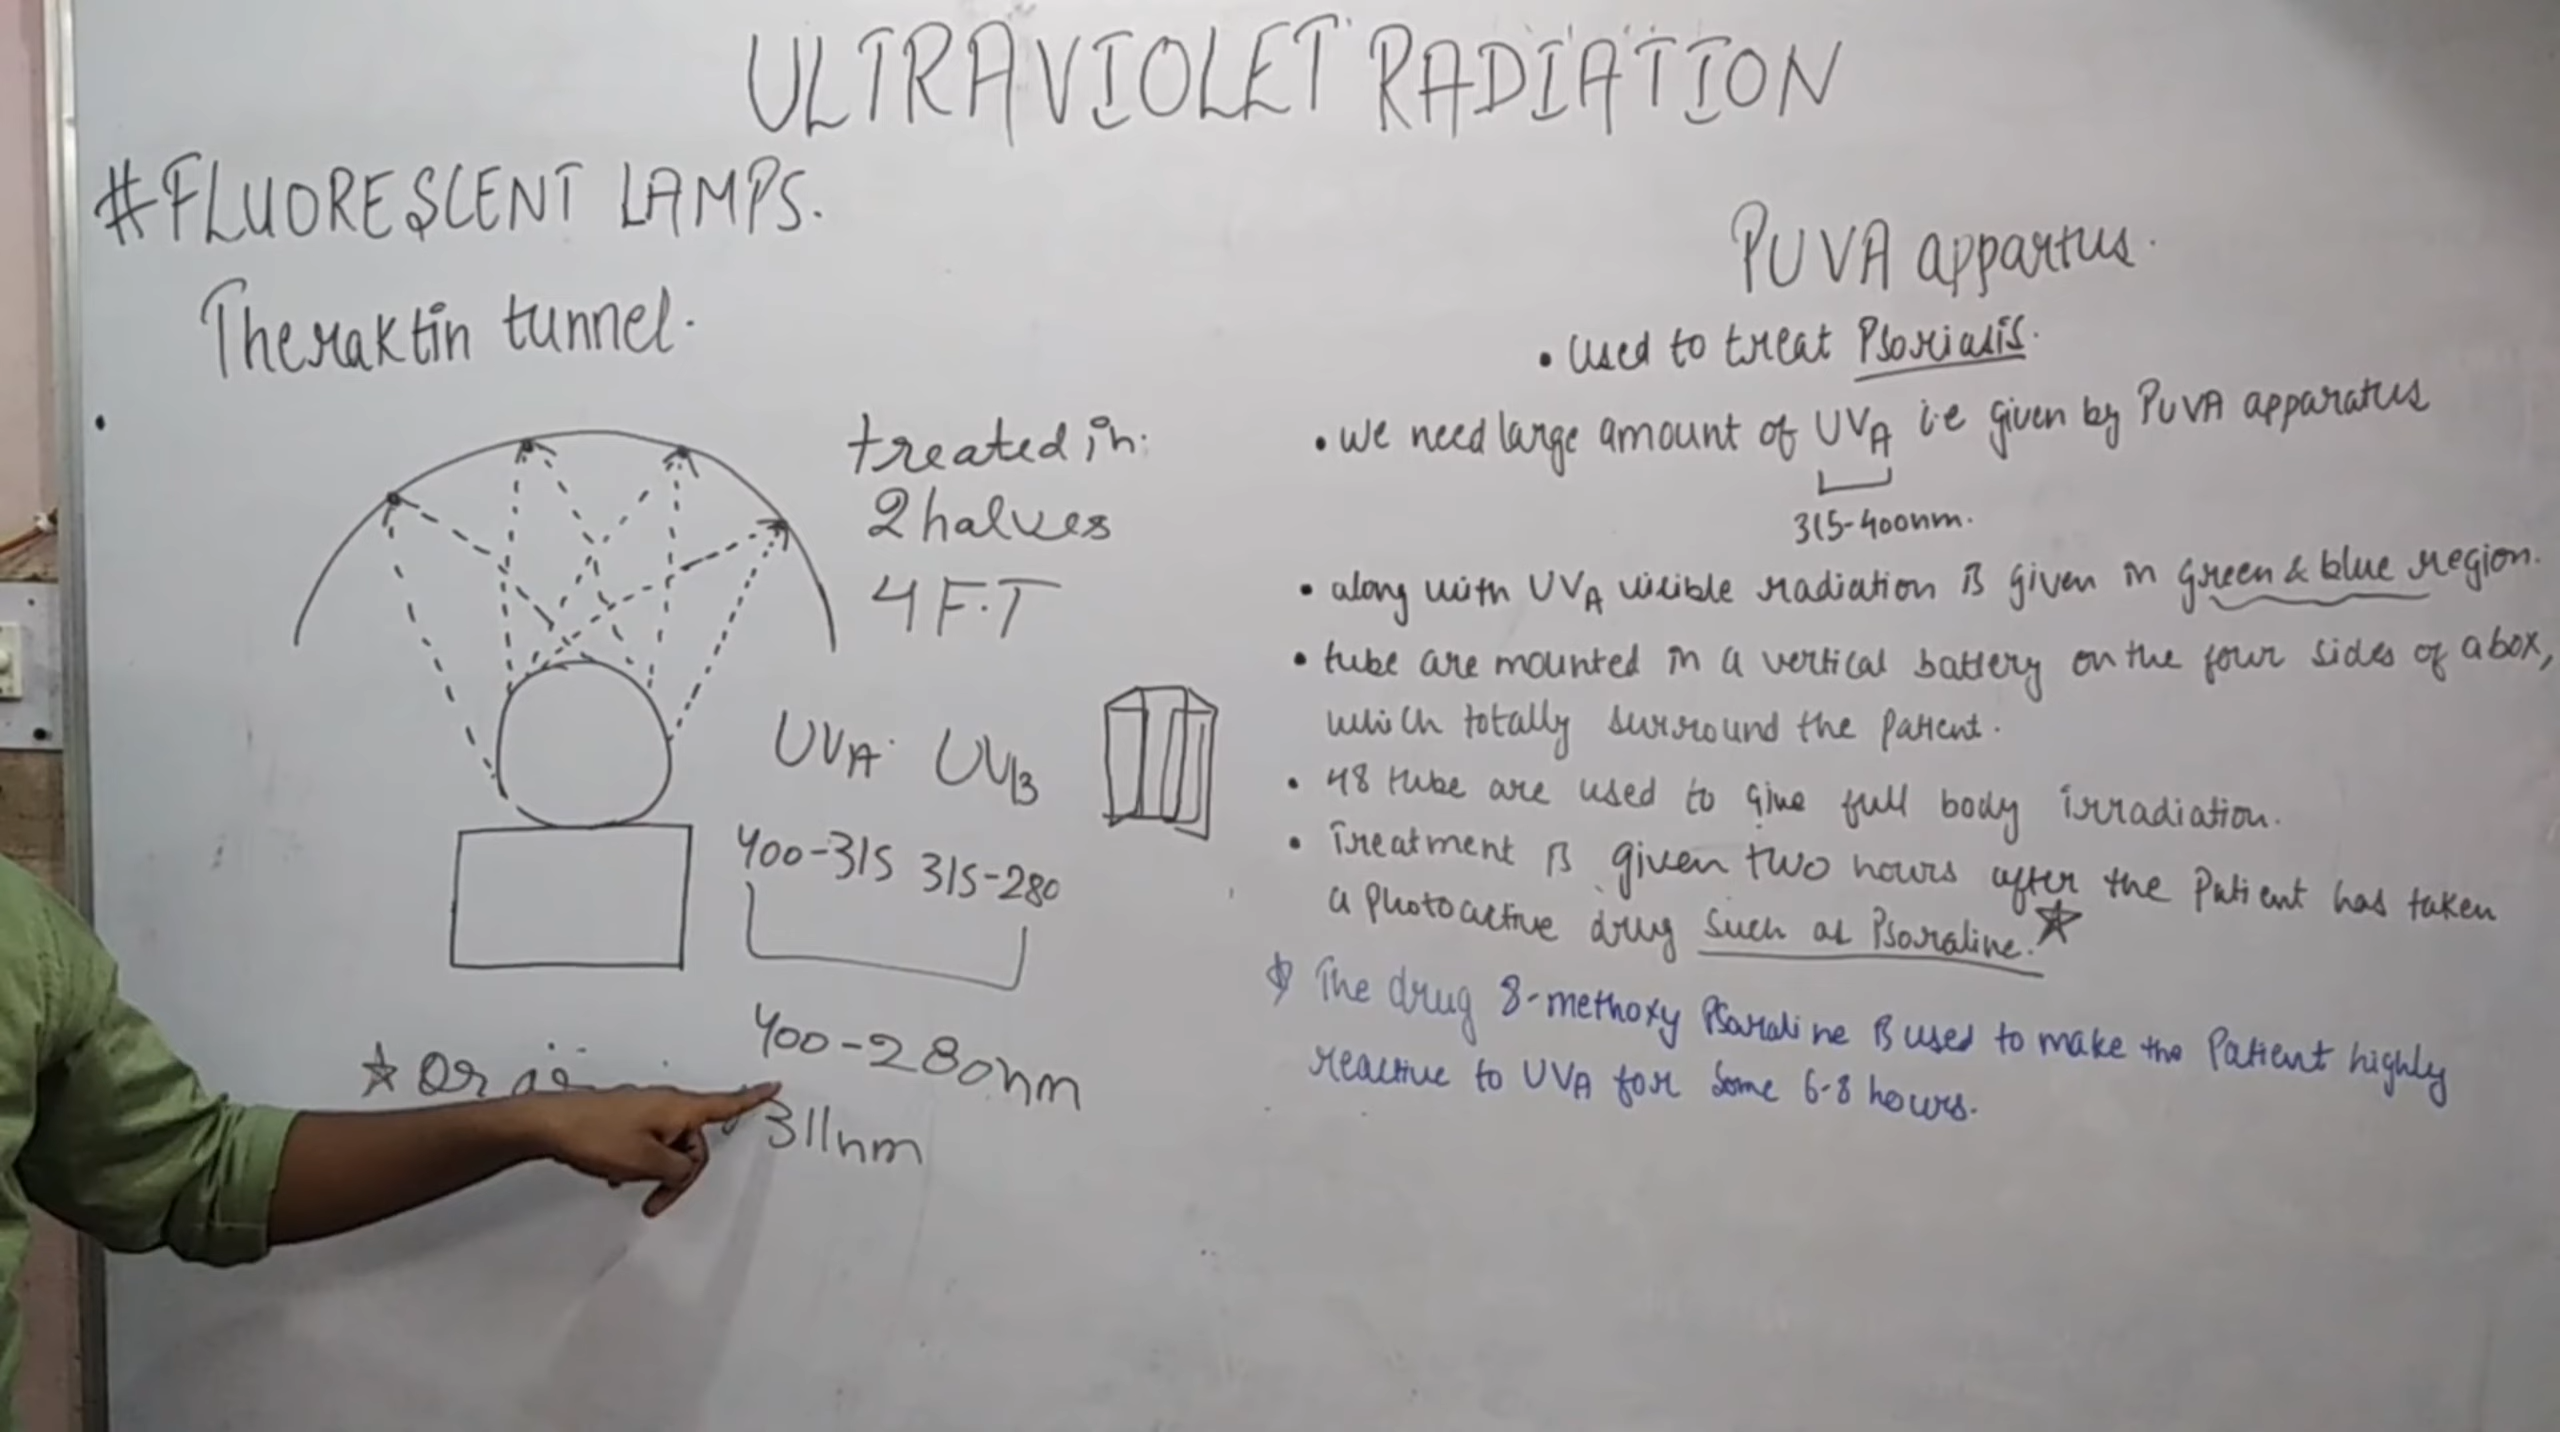 ULTRAVIOLET RADIATION
#FLUORESCENT LAMPS.
Theraktin tunnel.
treated in:
2 halves
4 F.T
UVA UVB
400-315 315-280
400-280nm
311nm
PUVA appartus.
• Used to treat Psoriasis.
• We need large amount of UVA i.e given by PUVA apparatus
315-400nm.
• along with UVA visible radiation is given in green & blue region.
• tube are mounted in a vertical battery on the four sides of a box,
which totally surround the patient.
• 48 tube are used to give full body irradiation.
• Treatment is given two hours after the Patient has taken
a Photoactive drug such as Psoraline.
The drug 8-methoxy Psoraline is used to make the Patient highly
reactive to UVA for some 6-8 hours.